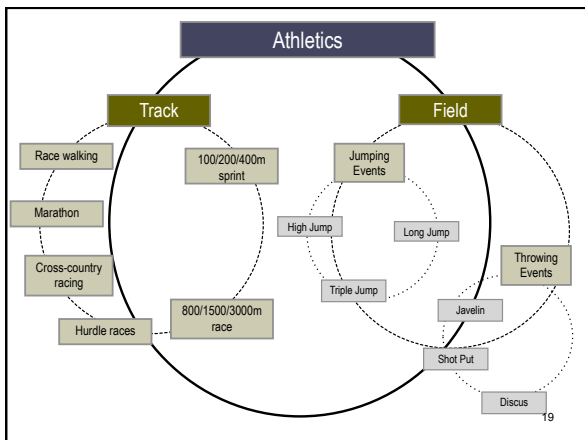 Athletics
Track
Field
Race walking
100/200/400m
sprint
Jumping
Events
Marathon
High Jump
Long Jump
Cross-country
racing
Throwing
Events
Triple Jump
Hurdle races
800/1500/3000m
race
Javelin
Shot Put
Discus
19